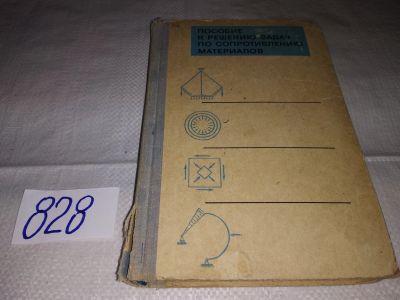 ПОСОБИЕ
К РЕШЕНИЮ ЗАДАЧ
ПО СОПРОТИВЛЕНИЮ
МАТЕРИАЛОВ
828